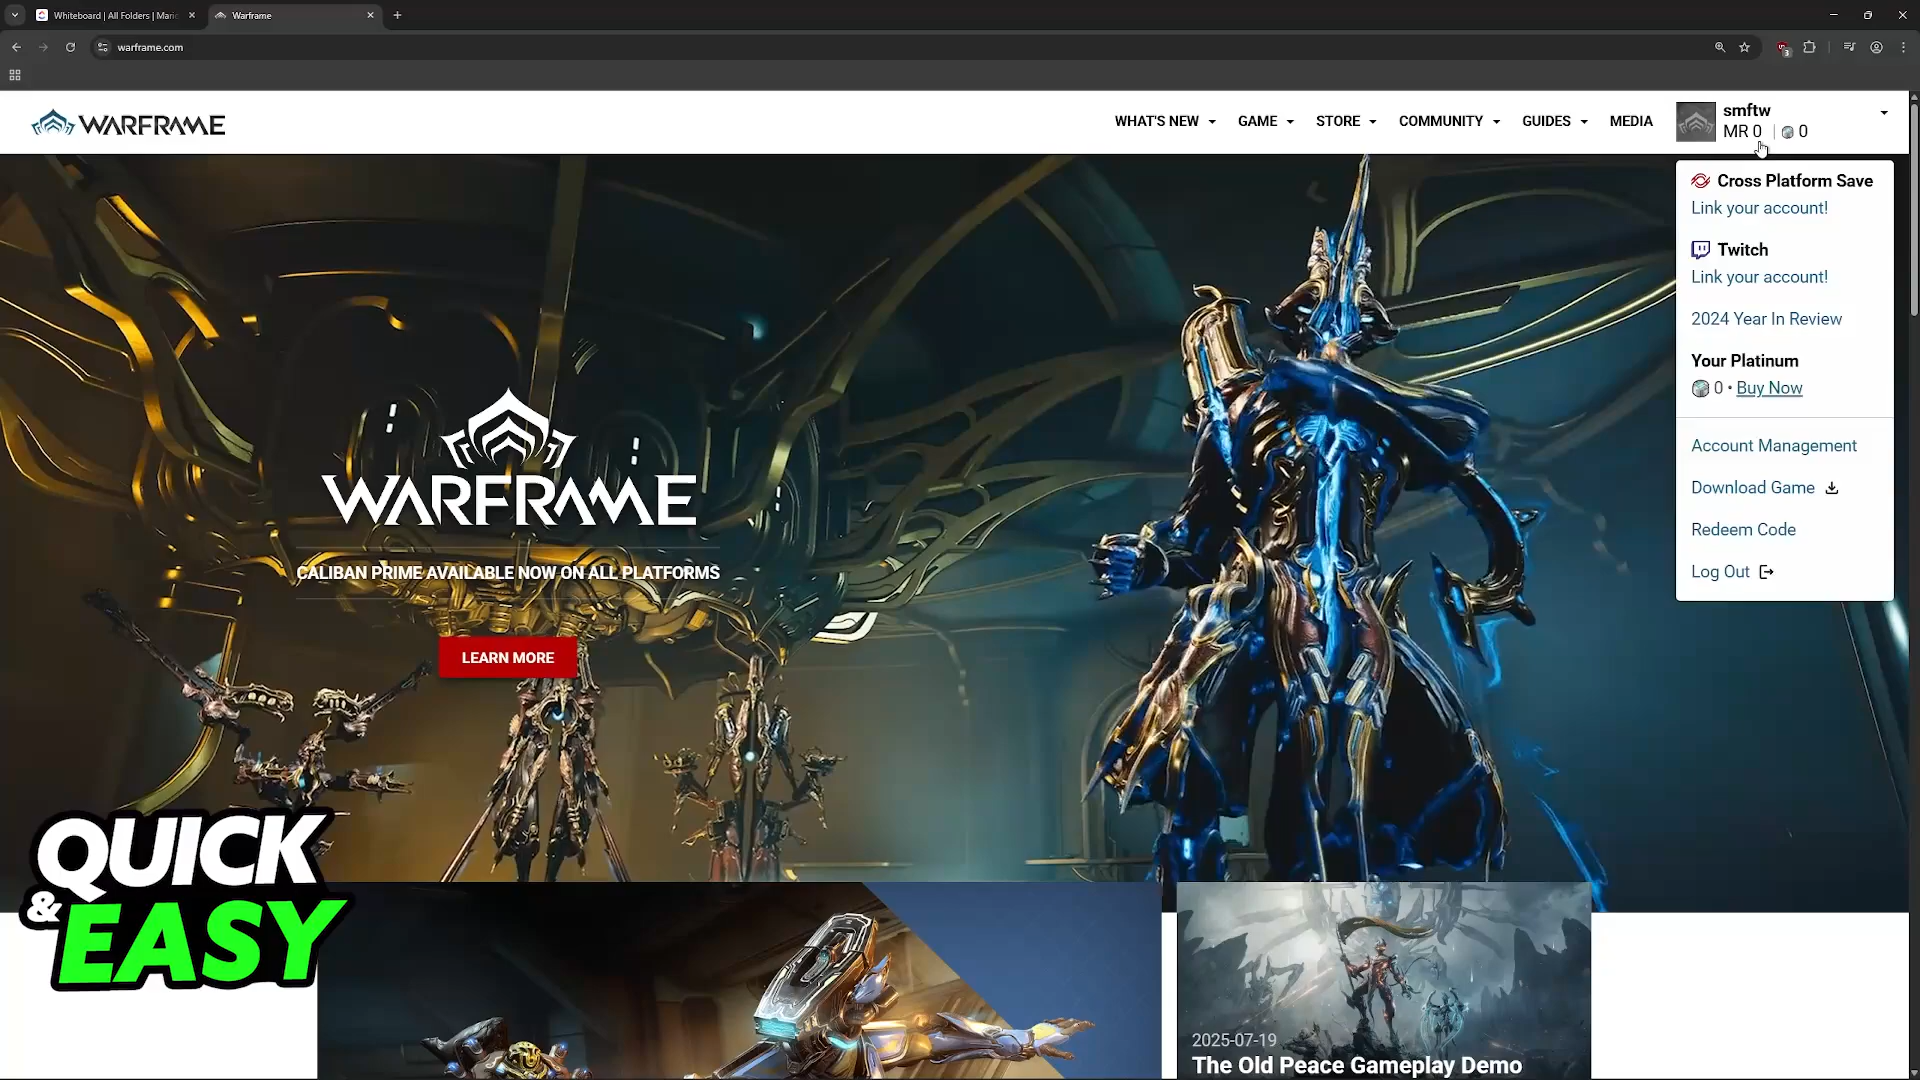 Whiteboard | All Folders | Maric
Warframe
warframe.com
3
WARFRAME
WHAT'S NEW
GAME
STORE
COMMUNITY
GUIDES
MEDIA
smftw
MR 0 | 0
Cross Platform Save
Link your account!
Twitch
Link your account!
2024 Year In Review
Your Platinum
0 • Buy Now
Account Management
Download Game
Redeem Code
Log Out
WARFRAME
CALIBAN PRIME AVAILABLE NOW ON ALL PLATFORMS
LEARN MORE
QUICK
& EASY
2025-07-19
The Old Peace Gameplay Demo